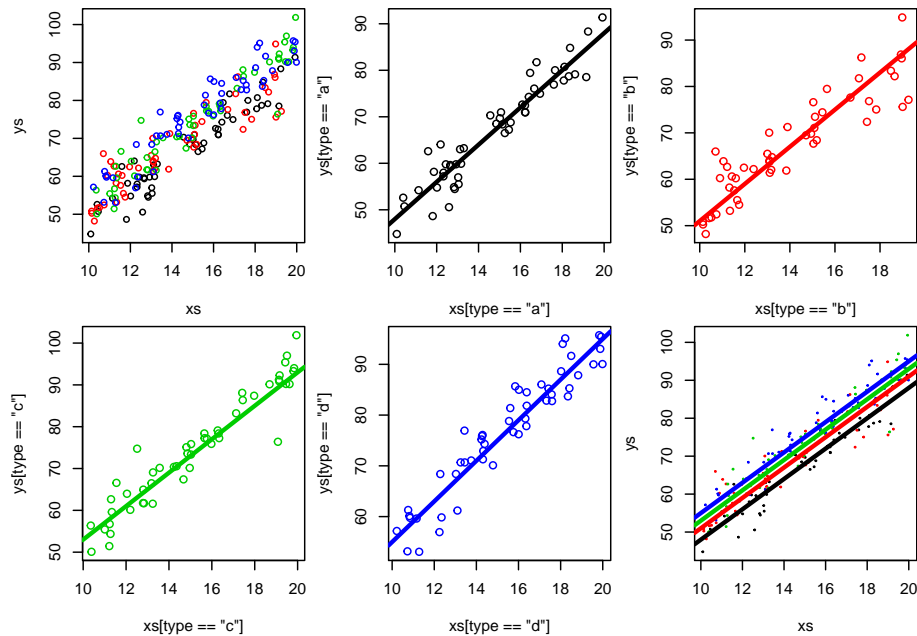 ys
50 60 70 80 90 100
10 12 14 16 18 20
xs
ys[type == "a"]
50 60 70 80 90
10 12 14 16 18 20
xs[type == "a"]
ys[type == "b"]
50 60 70 80 90
10 12 14 16 18
xs[type == "b"]
ys[type == "c"]
50 60 70 80 90 100
10 12 14 16 18 20
xs[type == "c"]
ys[type == "d"]
60 70 80 90
10 12 14 16 18 20
xs[type == "d"]
ys
50 60 70 80 90 100
10 12 14 16 18 20
xs